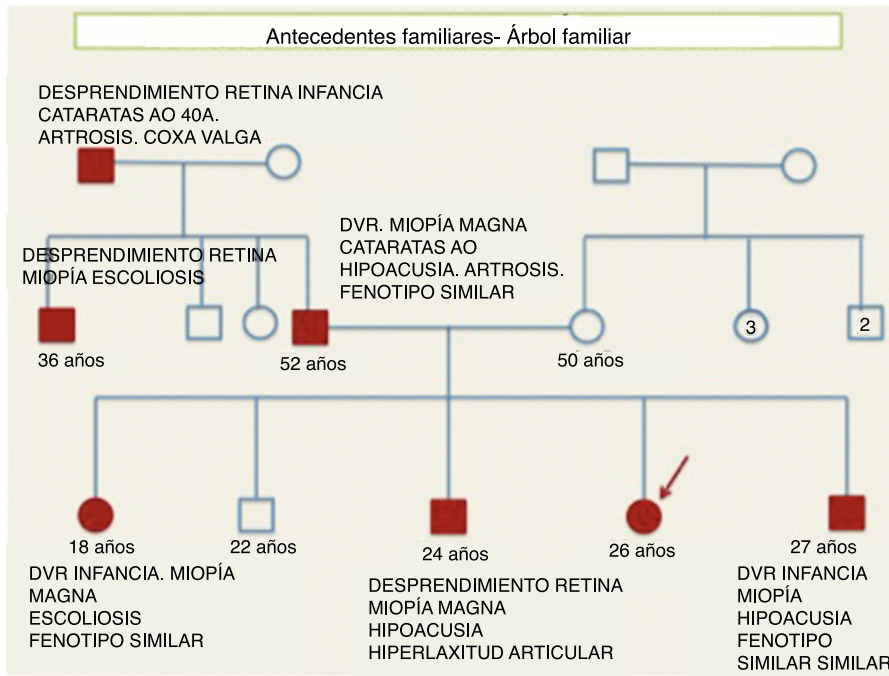 Antecedentes familiares- Árbol familiar
DESPRENDIMIENTO RETINA INFANCIA
CATARATAS AO 40A.
ARTROSIS. COXA VALGA
DVR. MIOPÍA MAGNA
CATARATAS AO
HIPOACUSIA. ARTROSIS.
FENOTIPO SIMILAR
DESPRENDIMIENTO RETINA
MIOPÍA ESCOLIOSIS
3
2
36 años
52 años
50 años
18 años
22 años
24 años
26 años
27 años
DVR INFANCIA. MIOPÍA
MAGNA
ESCOLIOSIS
FENOTIPO SIMILAR
DESPRENDIMIENTO RETINA
MIOPÍA MAGNA
HIPOACUSIA
HIPERLAXITUD ARTICULAR
DVR INFANCIA
MIOPÍA
HIPOACUSIA
FENOTIPO
SIMILAR SIMILAR